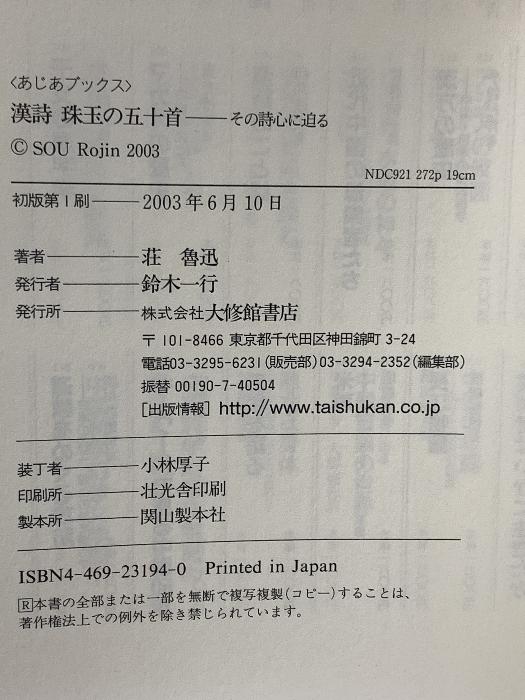 〈あじあブックス〉
漢詩 珠玉の五十首――その詩心に迫る
© SOU Rojin 2003
NDC921 272p 19cm
初版第1刷――2003年6月10日
著者――荘 魯迅
発行者――鈴木一行
発行所――株式会社大修館書店
〒101-8466 東京都千代田区神田錦町 3-24
電話03-3295-6231(販売部)03-3294-2352(編集部)
振替 00190-7-40504
[出版情報] http://www.taishukan.co.jp
装丁者――小林厚子
印刷所――壮光舎印刷
製本所――関山製本社
ISBN4-469-23194-0 Printed in Japan
Ⓡ本書の全部または一部を無断で複写複製(コピー)することは、
著作権法上での例外を除き禁じられています。